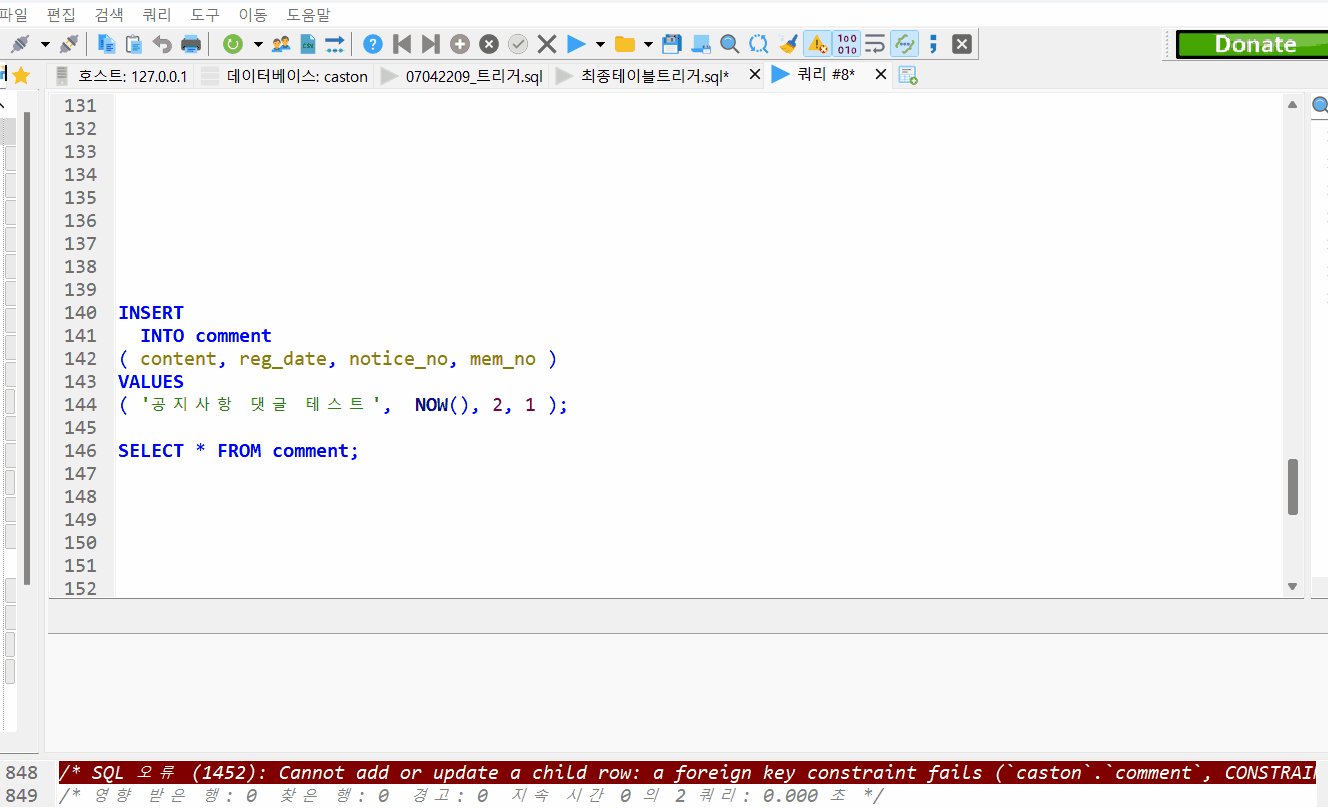 파일 편집 검색 쿼리 도구 이동 도움말
Donate
호스트: 127.0.0.1 데이터베이스: caston 07042209_트리거.sql 최종테이블트리거.sql* 쿼리 #8*
131
132
133
134
135
136
137
138
139
140 INSERT
141 INTO comment
142 ( content, reg_date, notice_no, mem_no )
143 VALUES
144 ( '공지사항 댓글 테스트', NOW(), 2, 1 );
145
146 SELECT * FROM comment;
147
148
149
150
151
152
848 /* SQL 오류 (1452): Cannot add or update a child row: a foreign key constraint fails (`caston`.`comment`, CONSTRAI
849 /* 영향 받은 행: 0 찾은 행: 0 경고: 0 지속 시간 0 의 2 쿼리: 0.000 초 */